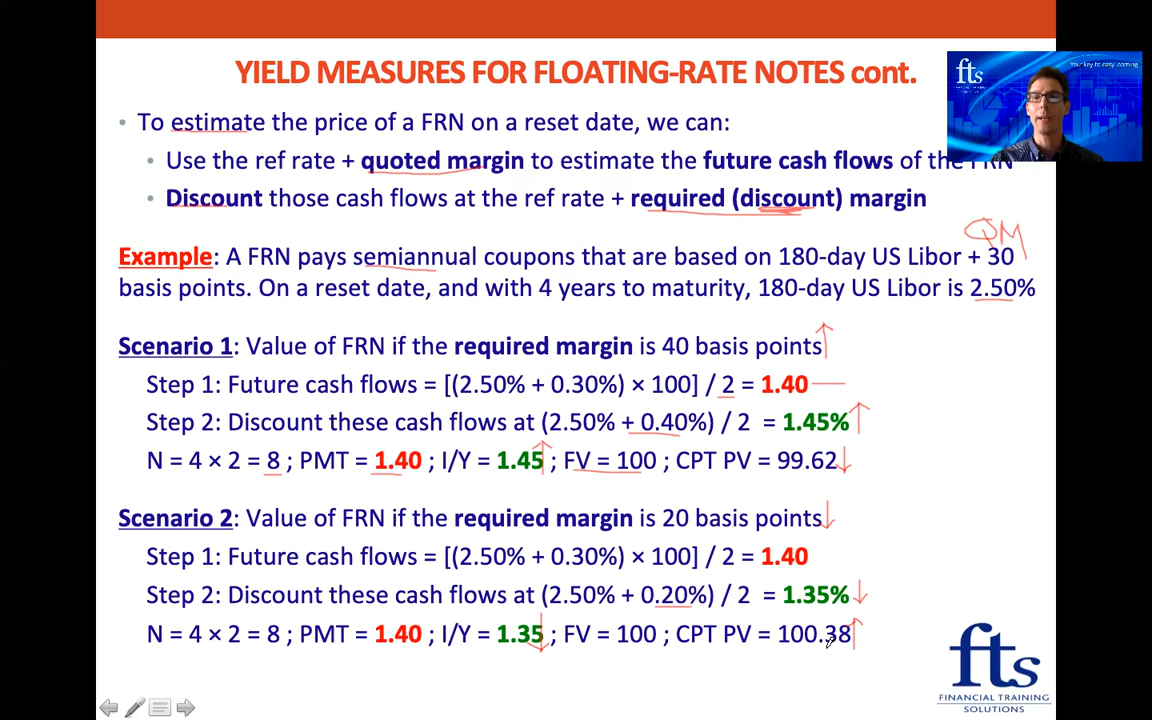 YIELD MEASURES FOR FLOATING-RATE NOTES cont.
fts
Your key to easy learning
• To estimate the price of a FRN on a reset date, we can:
• Use the ref rate + quoted margin to estimate the future cash flows of the FRN
• Discount those cash flows at the ref rate + required (discount) margin
QM
Example: A FRN pays semiannual coupons that are based on 180-day US Libor + 30
basis points. On a reset date, and with 4 years to maturity, 180-day US Libor is 2.50%
Scenario 1: Value of FRN if the required margin is 40 basis points
Step 1: Future cash flows = [(2.50% + 0.30%) × 100] / 2 = 1.40
Step 2: Discount these cash flows at (2.50% + 0.40%) / 2 = 1.45%
N = 4 × 2 = 8 ; PMT = 1.40 ; I/Y = 1.45 ; FV = 100 ; CPT PV = 99.62
Scenario 2: Value of FRN if the required margin is 20 basis points
Step 1: Future cash flows = [(2.50% + 0.30%) × 100] / 2 = 1.40
Step 2: Discount these cash flows at (2.50% + 0.20%) / 2 = 1.35%
N = 4 × 2 = 8 ; PMT = 1.40 ; I/Y = 1.35 ; FV = 100 ; CPT PV = 100.38
fts
FINANCIAL TRAINING
SOLUTIONS